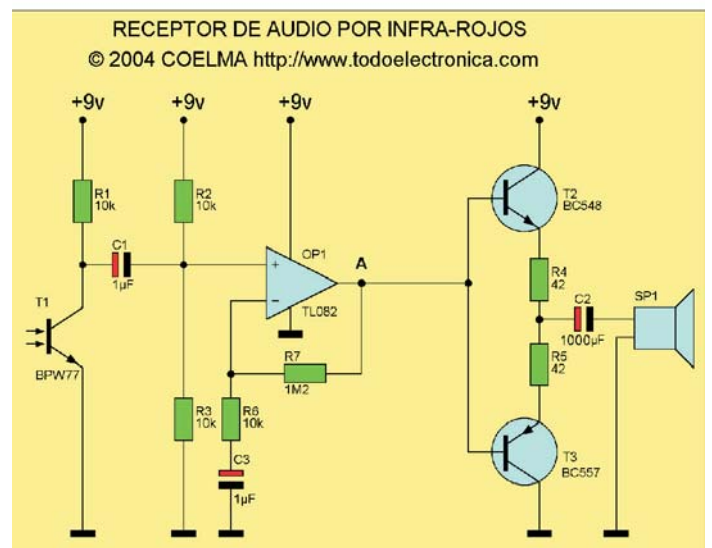 RECEPTOR DE AUDIO POR INFRA-ROJOS
© 2004 COELMA http://www.todoelectronica.com
+9v +9v +9v +9v
R1
10k
R2
10k
T2
BC548
C1
1µF
OP1
A
+
−
TL082
R4
42
C2
1000µF
SP1
T1
BPW77
R7
1M2
R5
42
R3
10k
R6
10k
C3
1µF
T3
BC557